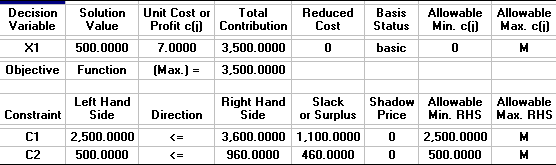 Decision Solution Unit Cost or Total Reduced Basis Allowable Allowable
Variable Value Profit c(j) Contribution Cost Status Min. c(j) Max. c(j)
X1 500.0000 7.0000 3,500.0000 0 basic 0 M
Objective Function (Max.) = 3,500.0000
Left Hand Right Hand Slack Shadow Allowable Allowable
Constraint Side Direction Side or Surplus Price Min. RHS Max. RHS
C1 2,500.0000 <= 3,600.0000 1,100.0000 0 2,500.0000 M
C2 500.0000 <= 960.0000 460.0000 0 500.0000 M